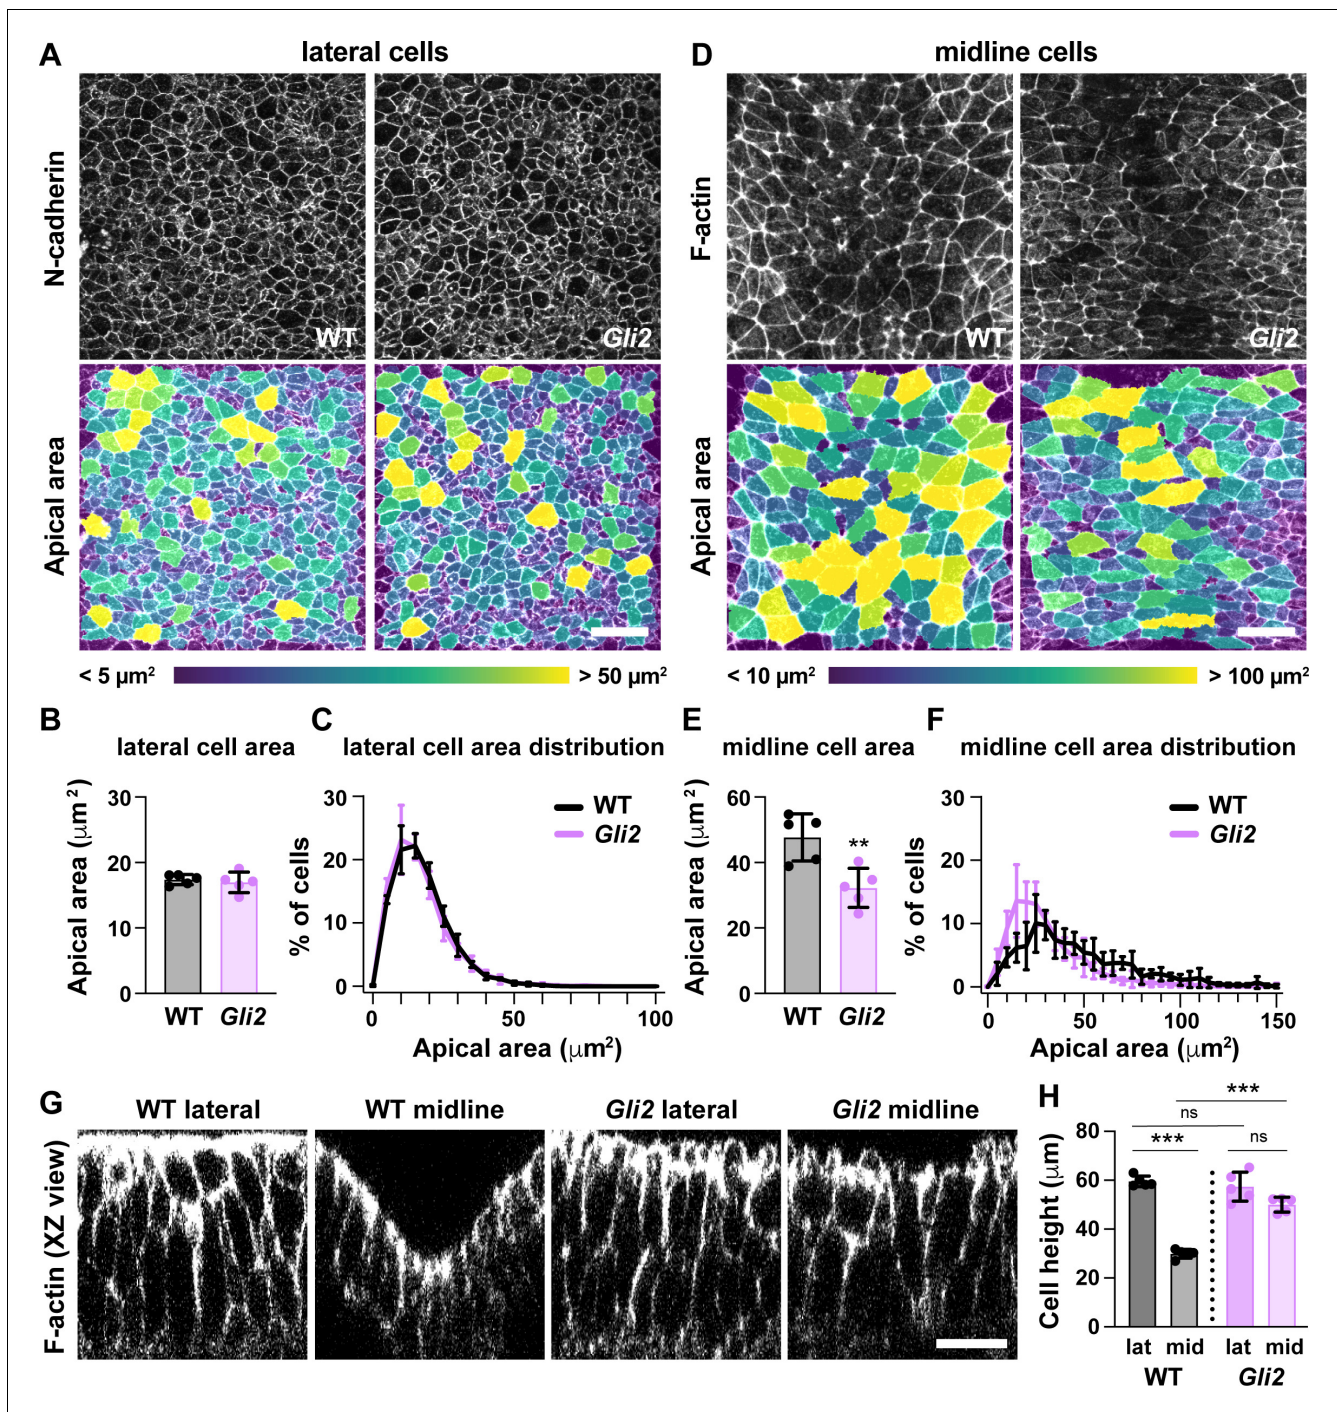 A
lateral cells
N-cadherin
WT
Gli2
Apical area
< 5 µm²
> 50 µm²
D
midline cells
F-actin
WT
Gli2
Apical area
< 10 µm²
> 100 µm²
B
lateral cell area
Apical area (µm²)
30
20
10
0
WT
Gli2
C
lateral cell area distribution
% of cells
30
20
10
0
WT
Gli2
0
50
100
Apical area (µm²)
E
midline cell area
Apical area (µm²)
60
40
20
0
**
WT
Gli2
F
midline cell area distribution
% of cells
30
20
10
0
WT
Gli2
0
50
100
150
Apical area (µm²)
G
F-actin (XZ view)
WT lateral
WT midline
Gli2 lateral
Gli2 midline
H
***
ns
***
ns
Cell height (µm)
80
60
40
20
0
lat mid
lat mid
WT
Gli2